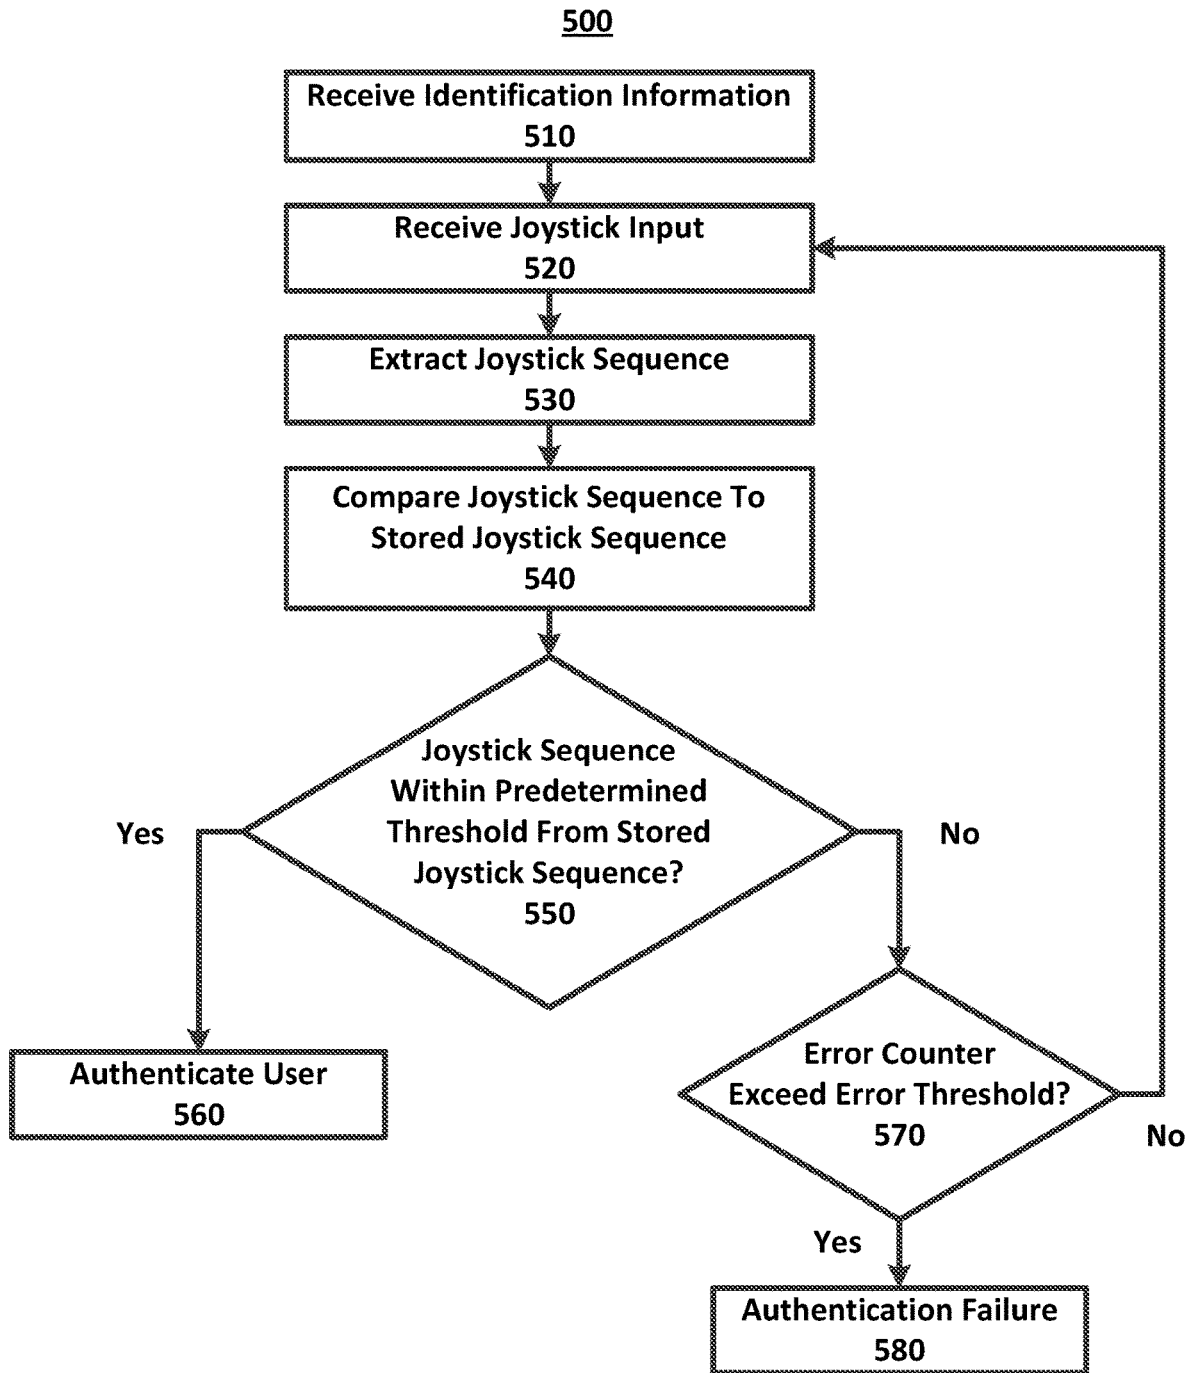 500
Receive Identification Information
510
Receive Joystick Input
520
Extract Joystick Sequence
530
Compare Joystick Sequence To
Stored Joystick Sequence
540
Joystick Sequence
Within Predetermined
Threshold From Stored
Joystick Sequence?
550
Yes
No
Authenticate User
560
Error Counter
Exceed Error Threshold?
570
No
Yes
Authentication Failure
580